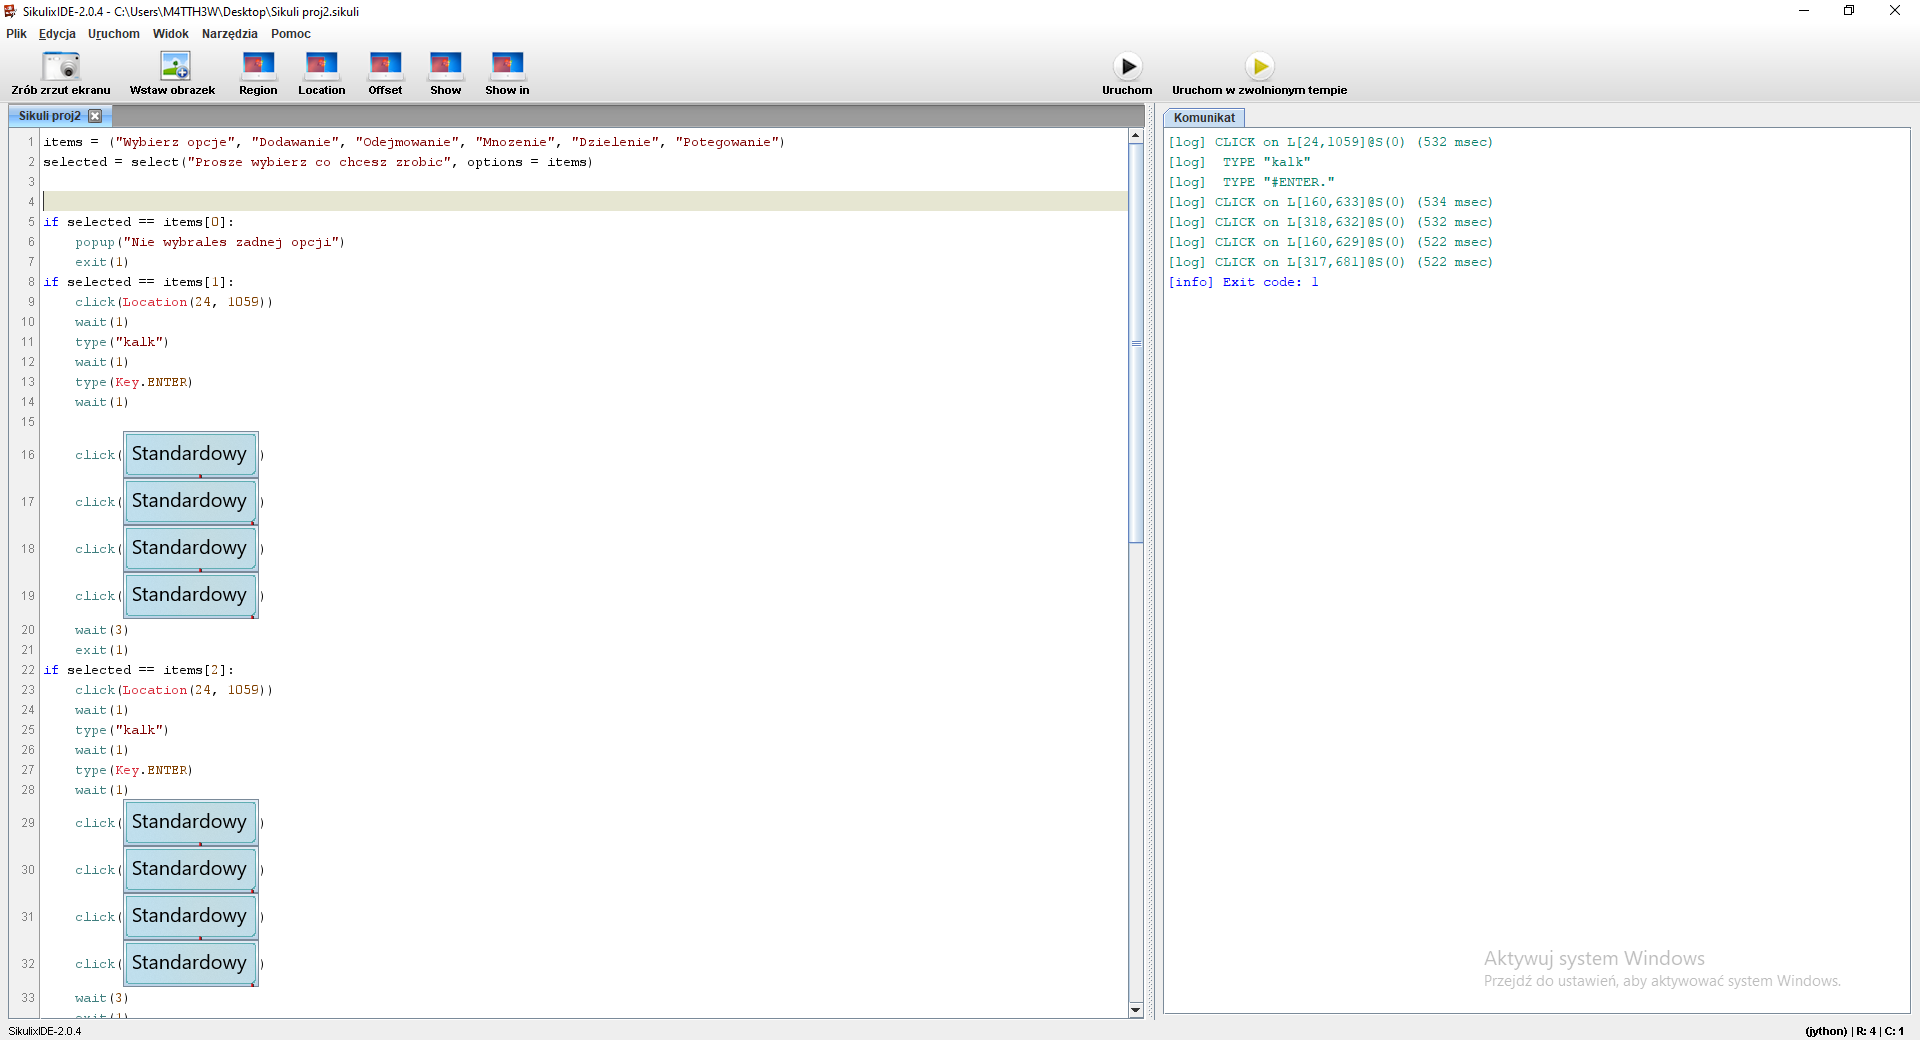 SikulixIDE-2.0.4 - C:\Users\M4TTH3W\Desktop\Sikuli proj2.sikuli
Plik Edycja Uruchom Widok Narzędzia Pomoc
Zrób zrzut ekranu Wstaw obrazek Region Location Offset Show Show in Uruchom Uruchom w zwolnionym tempie
Sikuli proj2
1 items = ("Wybierz opcje", "Dodawanie", "Odejmowanie", "Mnozenie", "Dzielenie", "Potegowanie")
2 selected = select("Prosze wybierz co chcesz zrobic", options = items)
3
4
5 if selected == items[0]:
6 popup("Nie wybrales zadnej opcji")
7 exit(1)
8 if selected == items[1]:
9 click(Location(24, 1059))
10 wait(1)
11 type("kalk")
12 wait(1)
13 type(Key.ENTER)
14 wait(1)
15
16 click(Standardowy)
17 click(Standardowy)
18 click(Standardowy)
19 click(Standardowy)
20 wait(3)
21 exit(1)
22 if selected == items[2]:
23 click(Location(24, 1059))
24 wait(1)
25 type("kalk")
26 wait(1)
27 type(Key.ENTER)
28 wait(1)
29 click(Standardowy)
30 click(Standardowy)
31 click(Standardowy)
32 click(Standardowy)
33 wait(3)
exit(1)
Komunikat
[log] CLICK on L[24,1059]@S(0) (532 msec)
[log] TYPE "kalk"
[log] TYPE "#ENTER."
[log] CLICK on L[160,633]@S(0) (534 msec)
[log] CLICK on L[318,632]@S(0) (532 msec)
[log] CLICK on L[160,629]@S(0) (522 msec)
[log] CLICK on L[317,681]@S(0) (522 msec)
[info] Exit code: 1
Aktywuj system Windows
Przejdź do ustawień, aby aktywować system Windows.
SikulixIDE-2.0.4
(jython) | R: 4 | C: 1